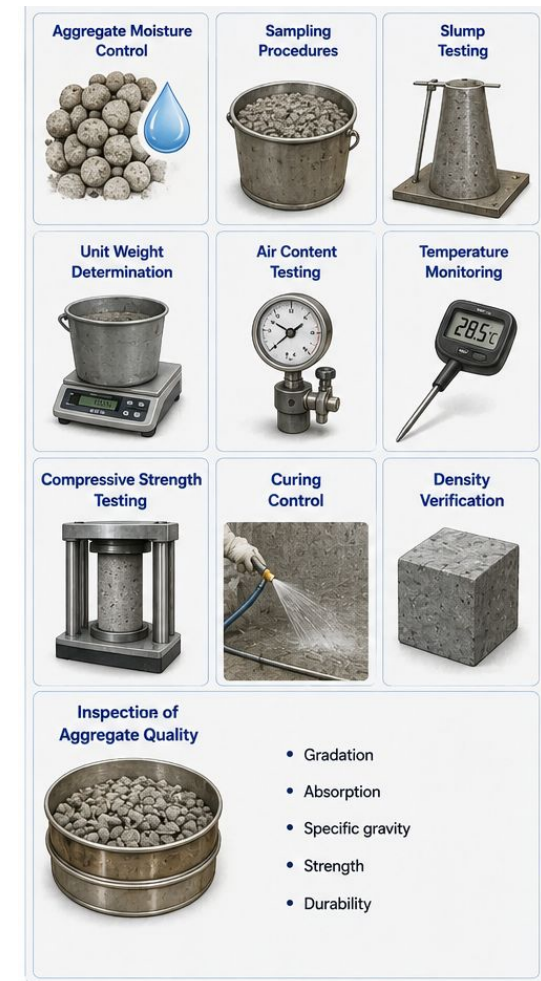 Aggregate Moisture
Control
Sampling
Procedures
Slump
Testing
Unit Weight
Determination
Air Content
Testing
Temperature
Monitoring
28.5°C
Compressive Strength
Testing
Curing
Control
Density
Verification
Inspection of
Aggregate Quality
• Gradation
• Absorption
• Specific gravity
• Strength
• Durability